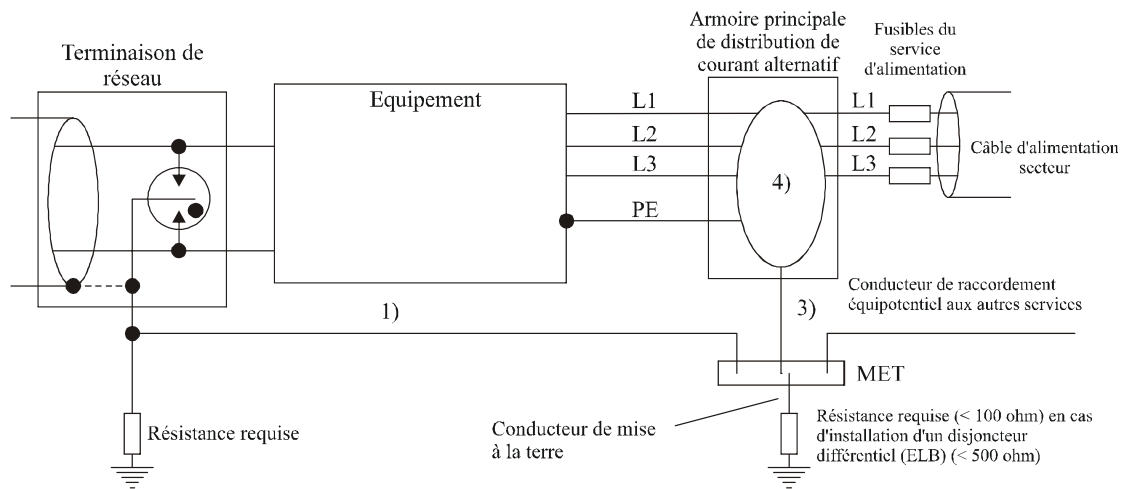 Terminaison de
réseau
Equipement
Armoire principale
de distribution de
courant alternatif
Fusibles du
service
d'alimentation
L1
L2
L3
PE
4)
L1
L2
L3
Câble d'alimentation
secteur
1)
3)
Conducteur de raccordement
équipotentiel aux autres services
MET
Résistance requise
Conducteur de mise
à la terre
Résistance requise (< 100 ohm) en cas
d'installation d'un disjoncteur
différentiel (ELB) (< 500 ohm)